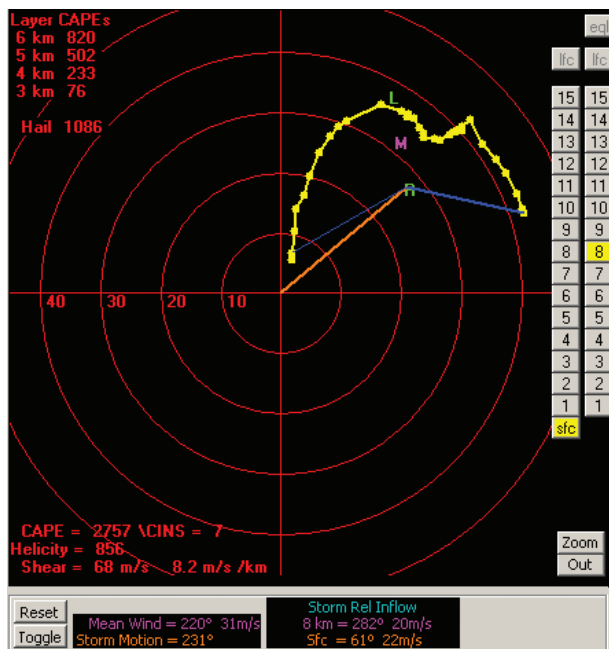 Layer CAPEs
6 km 820
5 km 502
4 km 233
3 km 76
Hail 1086
eql
lfc lfc
15 15
14 14
13 13
12 12
11 11
10 10
9 9
8 8
7 7
6 6
5 5
4 4
3 3
2 2
1 1
sfc
L
M
R
40 30 20 10
CAPE = 2757 \CINS = 7
Helicity = 856
Shear = 68 m/s 8.2 m/s /km
Zoom
Out
Reset
Toggle
Mean Wind = 220º 31m/s
Storm Motion = 231º
Storm Rel Inflow
8 km = 282º 20m/s
Sfc = 61º 22m/s